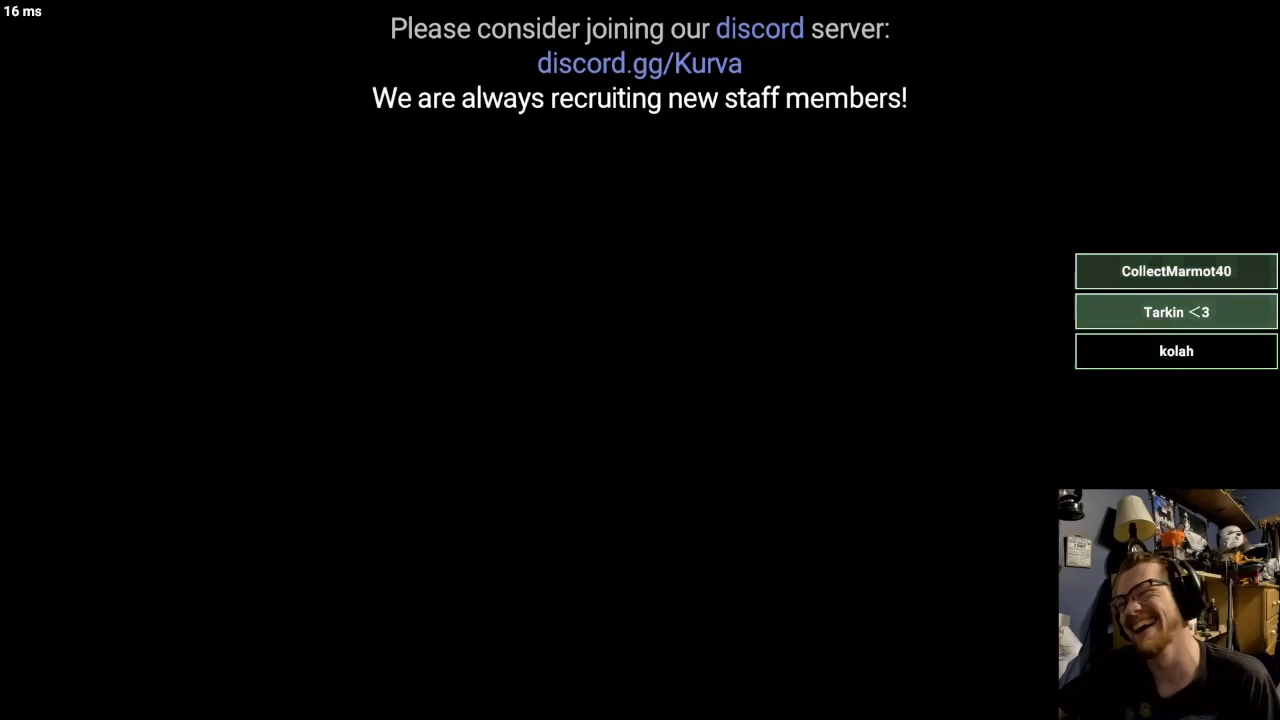 16 ms
Please consider joining our discord server:
discord.gg/Kurva
We are always recruiting new staff members!
CollectMarmot40
Tarkin <3
kolah